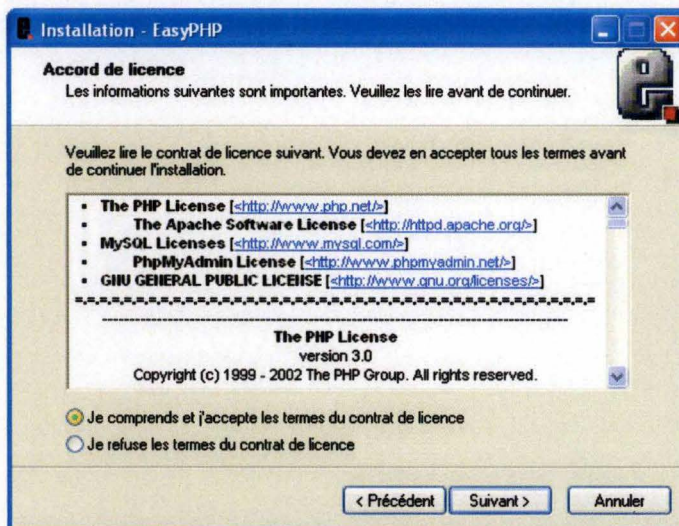 Installation - EasyPHP
Accord de licence
Les informations suivantes sont importantes. Veuillez les lire avant de continuer.
Veuillez lire le contrat de licence suivant. Vous devez en accepter tous les termes avant
de continuer l'installation.
▪ The PHP License [<http://www.php.net/>]
▪ The Apache Software License [<http://httpd.apache.org/>]
▪ MySQL Licenses [<http://www.mysql.com/>]
▪ PhpMyAdmin License [<http://www.phpmyadmin.net/>]
▪ GNU GENERAL PUBLIC LICENSE [<http://www.gnu.org/licenses/>]
The PHP License
version 3.0
Copyright (c) 1999 - 2002 The PHP Group. All rights reserved.
Je comprends et j'accepte les termes du contrat de licence
Je refuse les termes du contrat de licence
< Précédent Suivant > Annuler